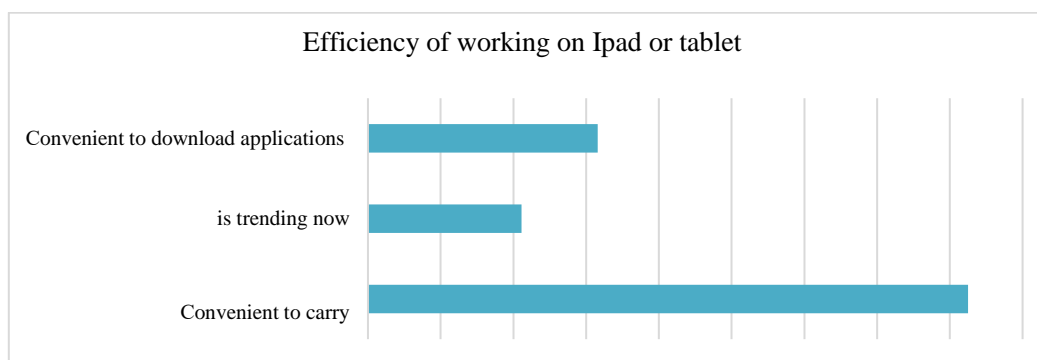 Efficiency of working on Ipad or tablet
Convenient to download applications
is trending now
Convenient to carry